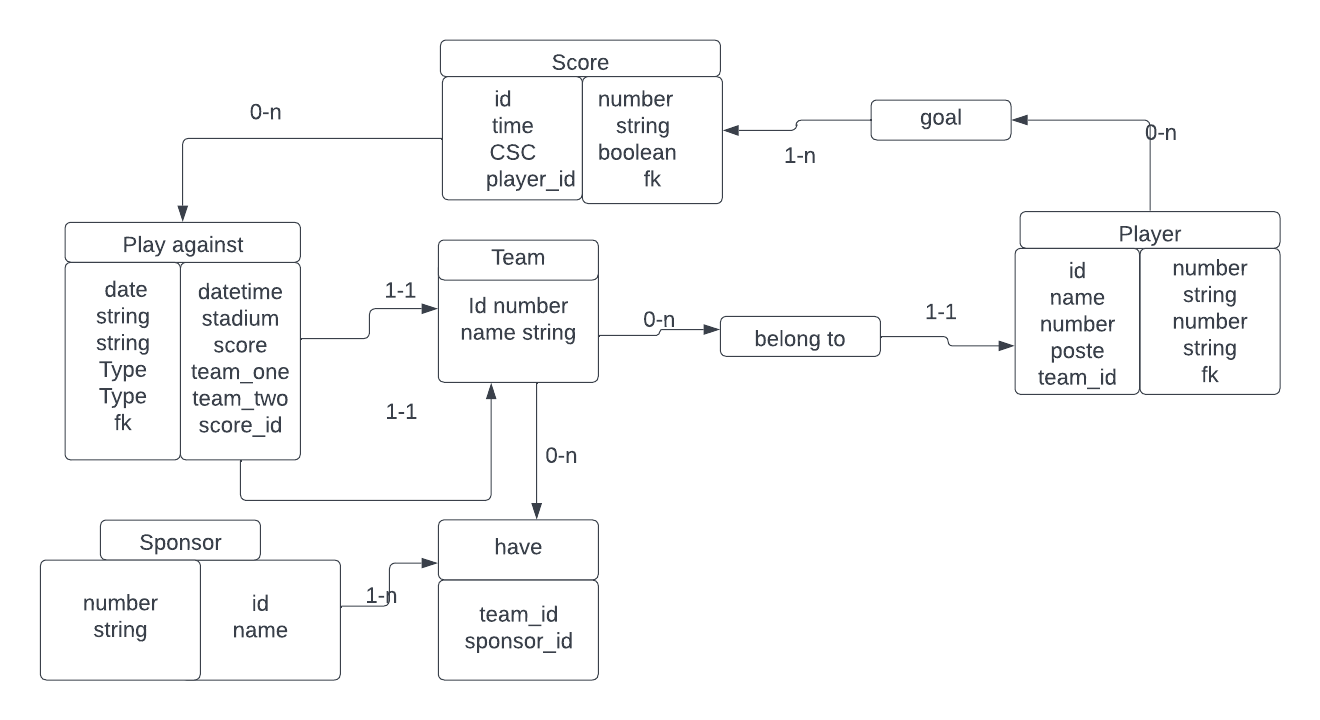 Score
id
time
CSC
player_id
number
string
boolean
fk
0-n
goal
1-n
0-n
Play against
date
string
string
Type
Type
fk
datetime
stadium
score
team_one
team_two
score_id
1-1
1-1
Team
Id number
name string
0-n
belong to
1-1
Player
id
name
number
poste
team_id
number
string
number
string
fk
0-n
Sponsor
number
string
id
name
1-n
have
team_id
sponsor_id